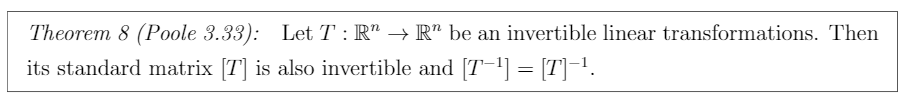 Theorem 8 (Poole 3.33): Let T : ℝⁿ → ℝⁿ be an invertible linear transformations. Then
its standard matrix [T] is also invertible and [T⁻¹] = [T]⁻¹.